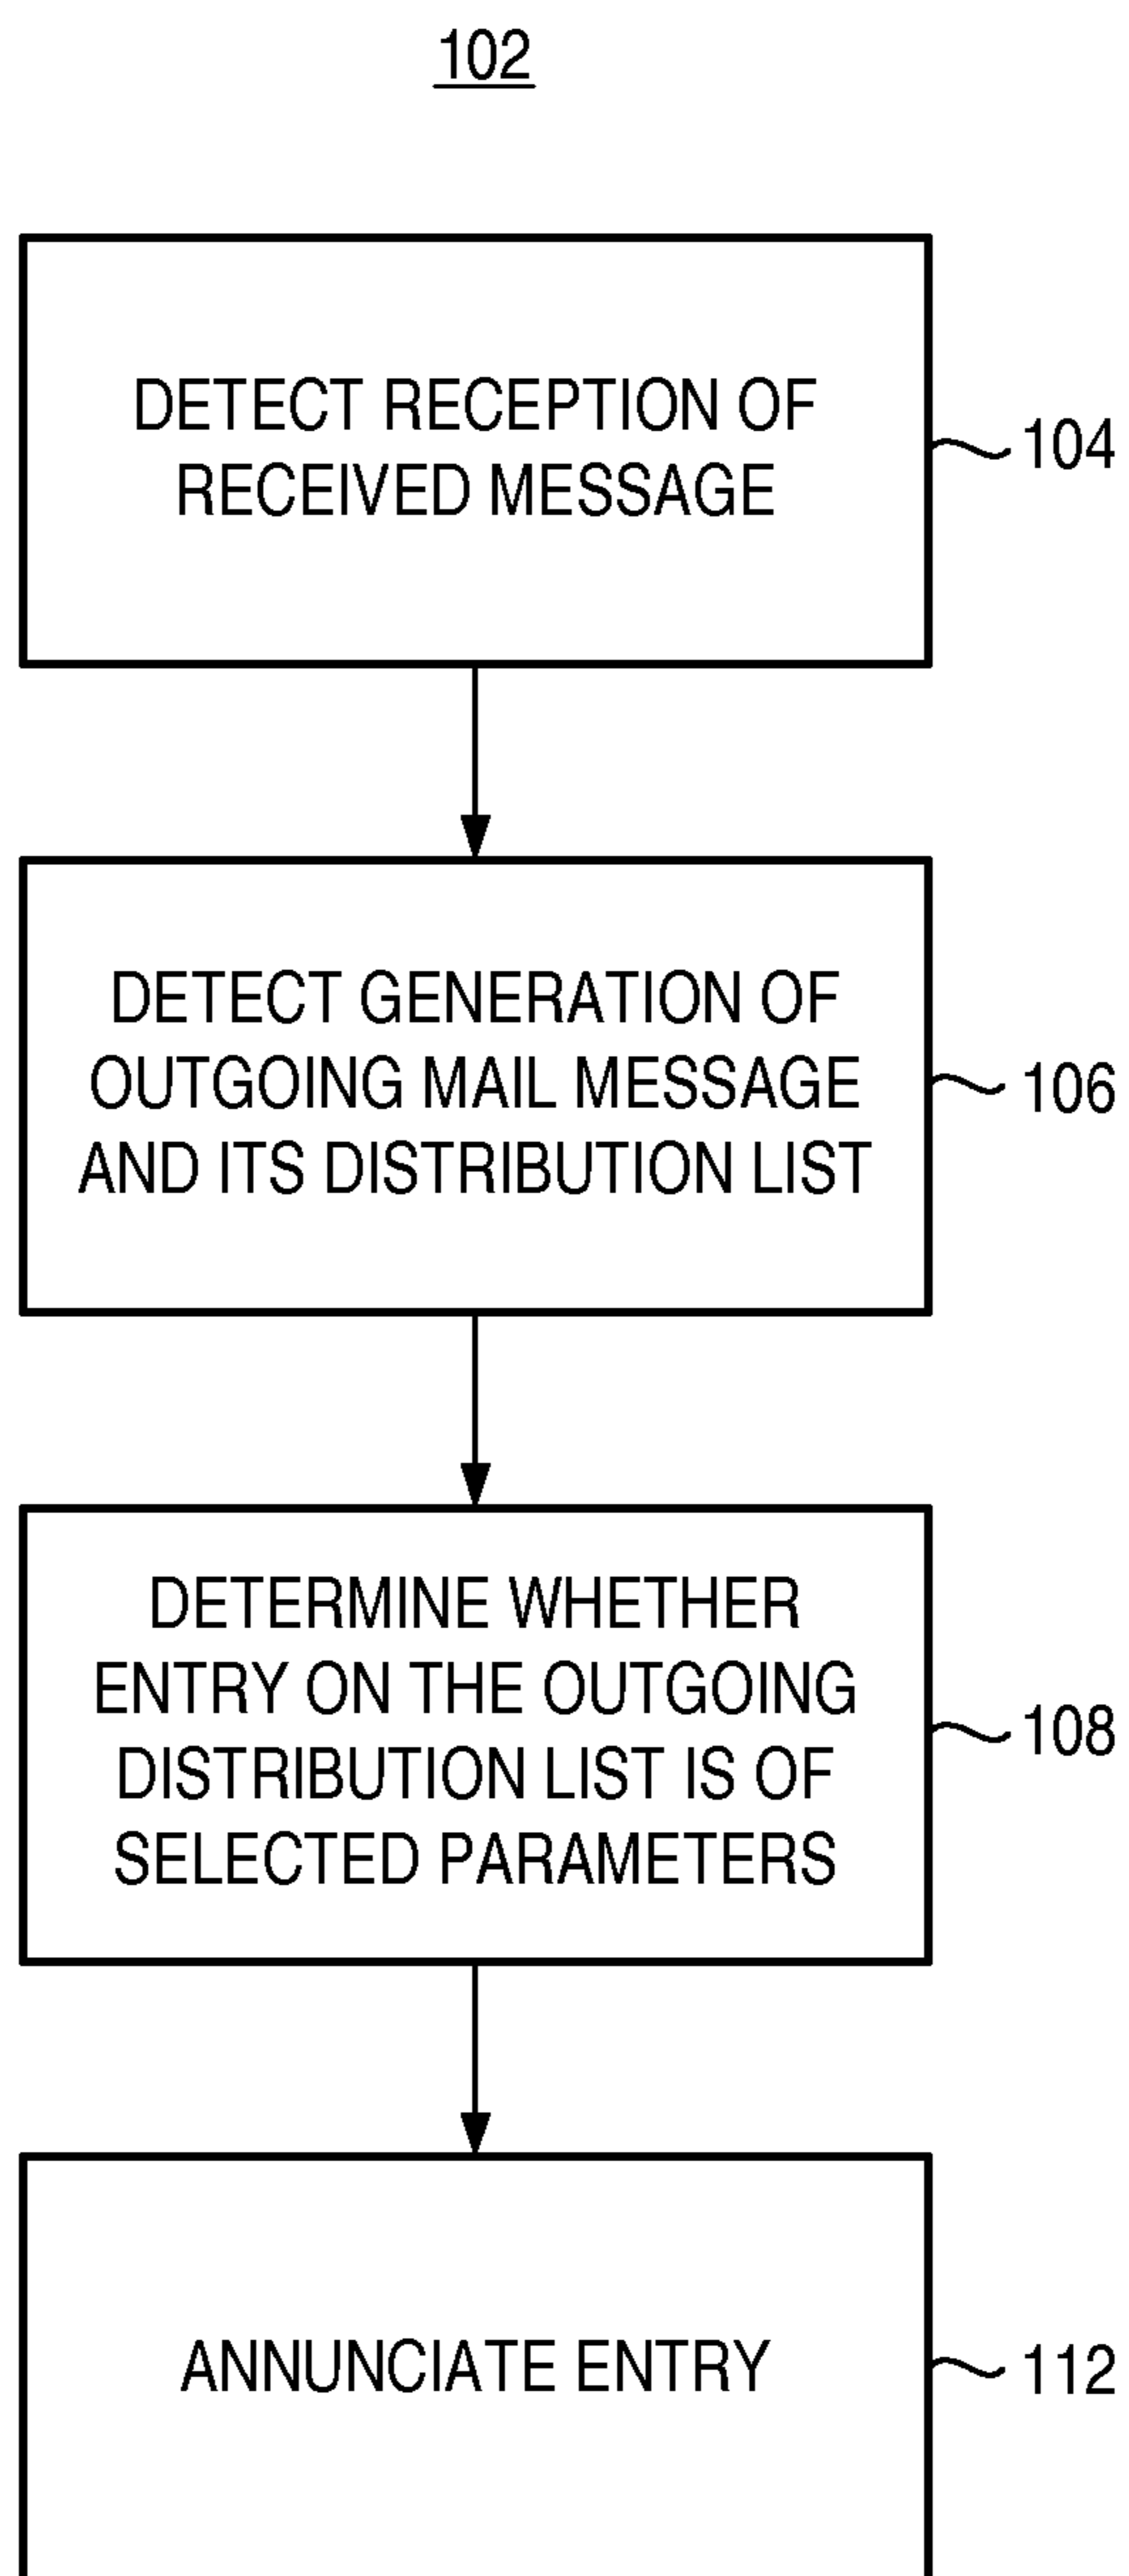 102
DETECT RECEPTION OF
RECEIVED MESSAGE
104
DETECT GENERATION OF
OUTGOING MAIL MESSAGE
AND ITS DISTRIBUTION LIST
106
DETERMINE WHETHER
ENTRY ON THE OUTGOING
DISTRIBUTION LIST IS OF
SELECTED PARAMETERS
108
ANNUNCIATE ENTRY
112